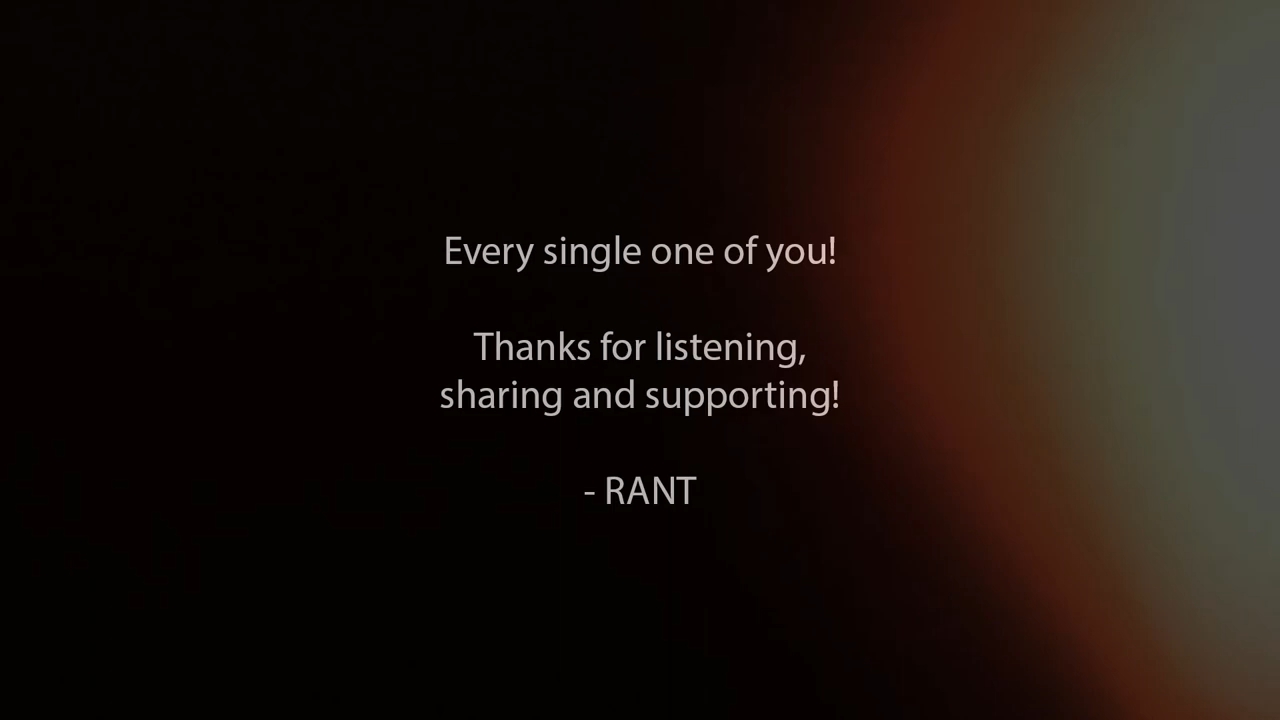 Every single one of you!
Thanks for listening,
sharing and supporting!
- RANT